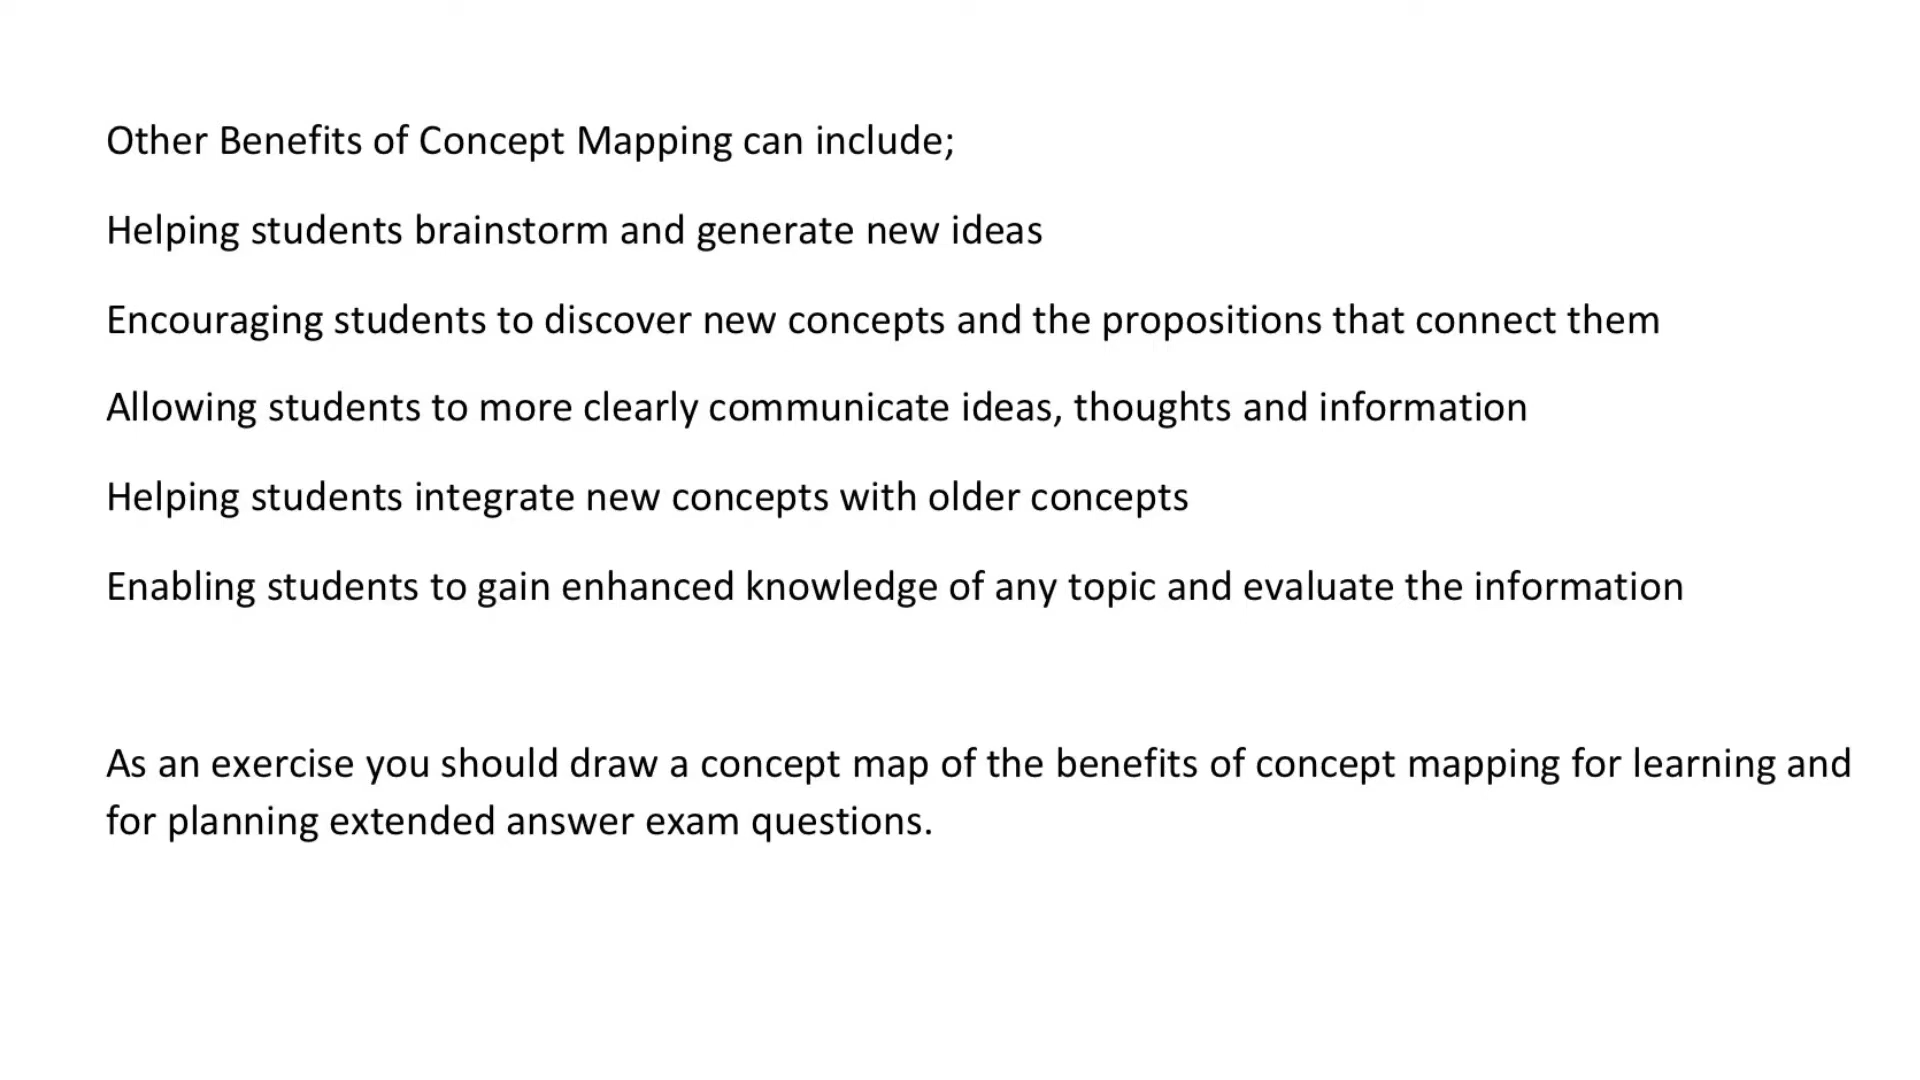 Other Benefits of Concept Mapping can include;
Helping students brainstorm and generate new ideas
Encouraging students to discover new concepts and the propositions that connect them
Allowing students to more clearly communicate ideas, thoughts and information
Helping students integrate new concepts with older concepts
Enabling students to gain enhanced knowledge of any topic and evaluate the information
As an exercise you should draw a concept map of the benefits of concept mapping for learning and
for planning extended answer exam questions.